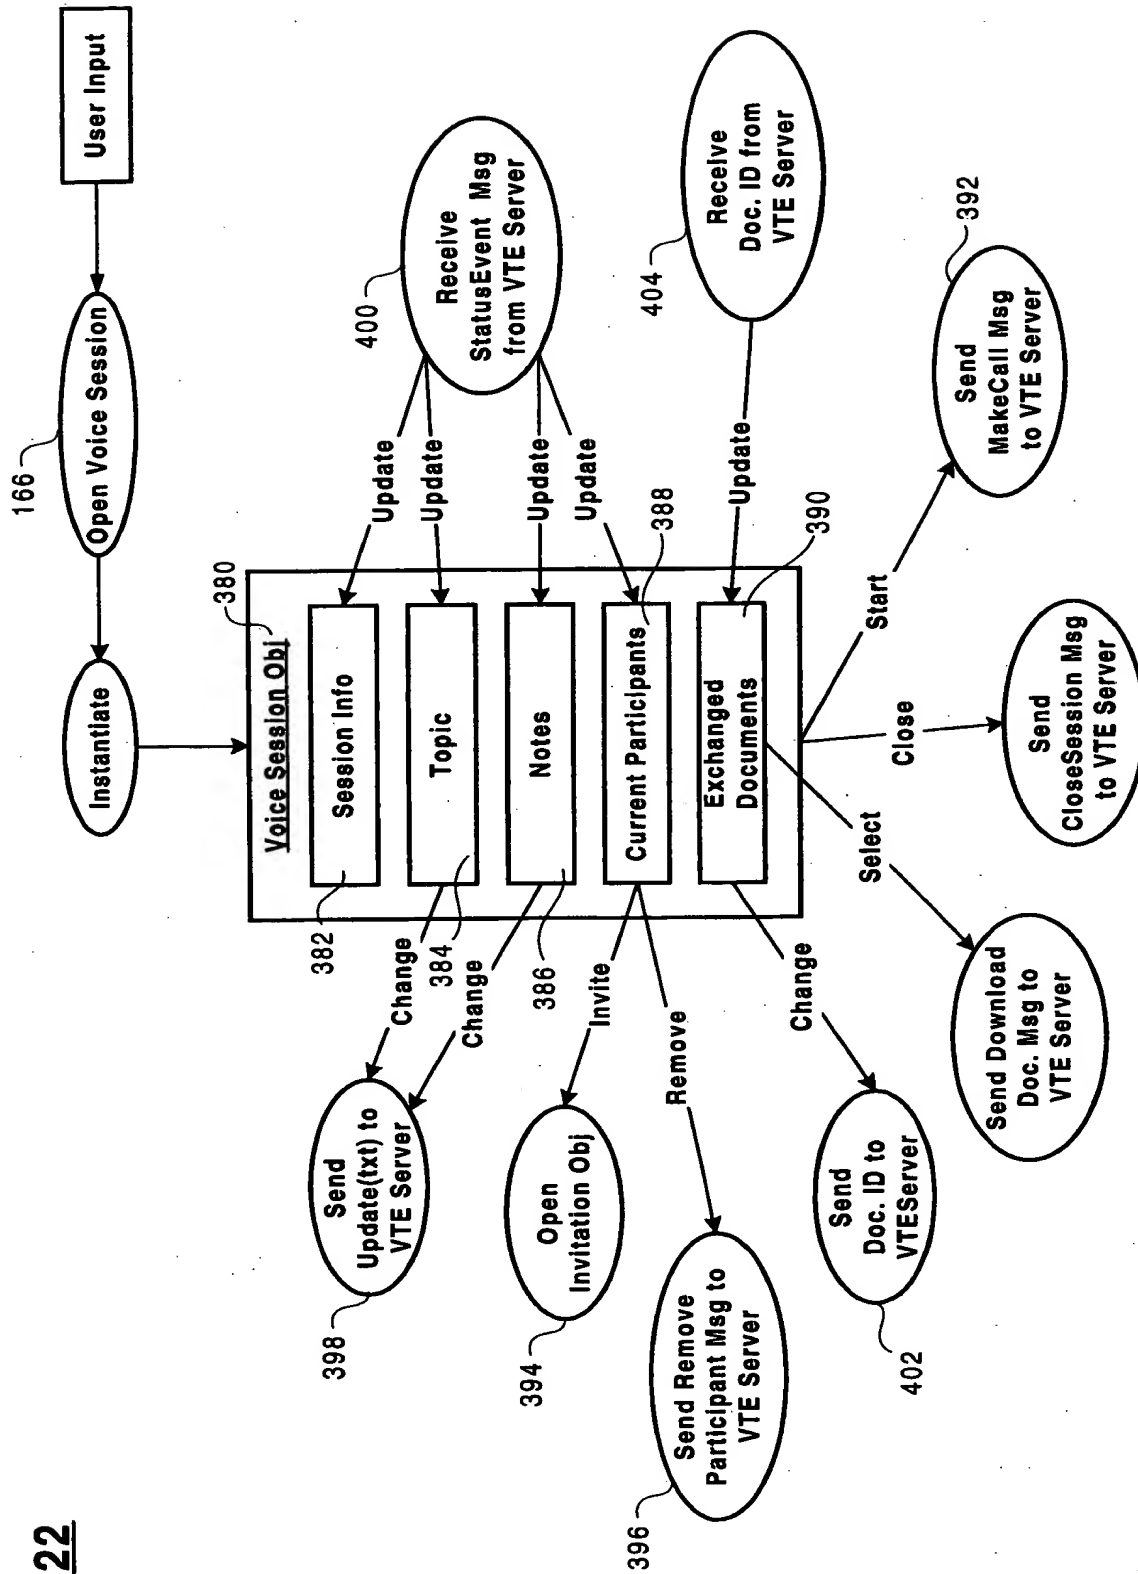 22
User Input
166
Open Voice Session
Instantiate
380
Voice Session Obj
382
Session Info
384
Topic
386
Notes
388
Current Participants
390
Exchanged
Documents
Update
Update
Update
Update
400
Receive
StatusEvent Msg
from VTE Server
Update
404
Receive
Doc. ID from
VTE Server
Change
Change
398
Send
Update(txt) to
VTE Server
Invite
394
Open
Invitation Obj
Remove
396
Send Remove
Participant Msg to
VTE Server
Change
402
Send
Doc. ID to
VTEServer
Select
Send Download
Doc. Msg to
VTE Server
Close
Send
CloseSession Msg
to VTE Server
Start
392
Send
MakeCall Msg
to VTE Server